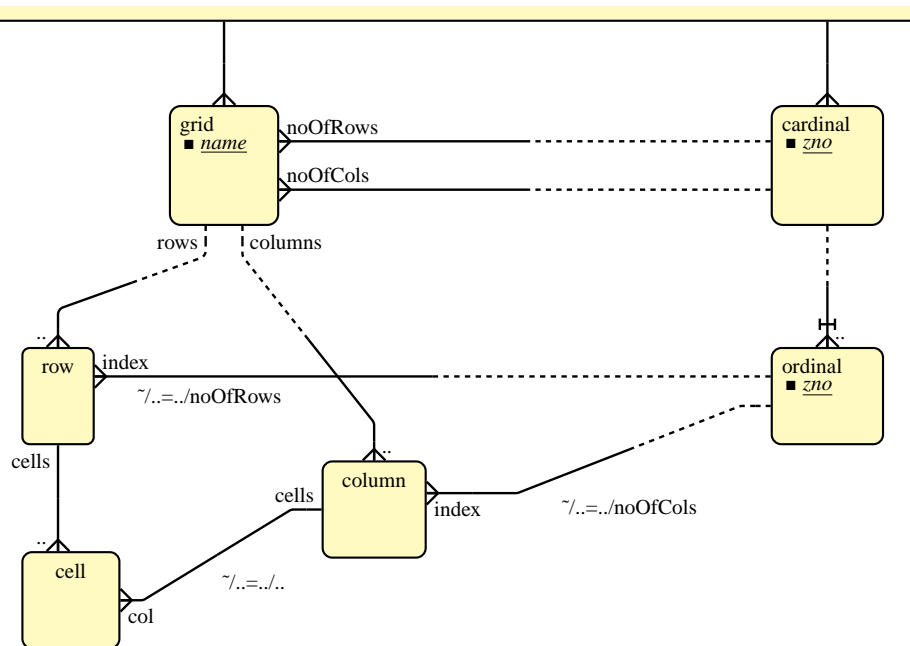 grid
■ name
noOfRows
noOfCols
cardinal
■ zno
rows
columns
..
row
index
~/..=../noOfRows
..
ordinal
■ zno
cells
..
column
cells
index
~/..=../noOfCols
..
cell
~/..=../..
col